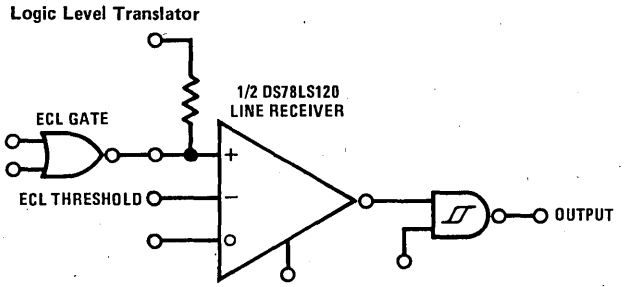 Logic Level Translator
1/2 DS78LS120
LINE RECEIVER
ECL GATE
+
ECL THRESHOLD
−
OUTPUT